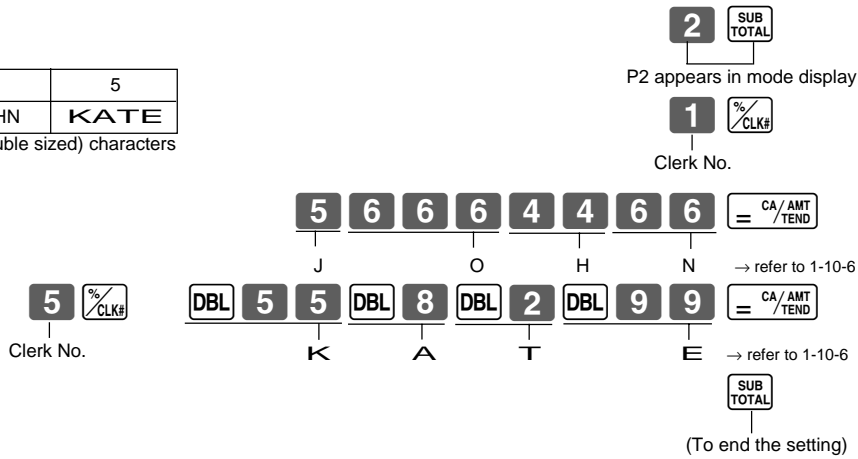 2 SUB TOTAL
P2 appears in mode display
5
HN KATE
uble sized) characters
1 %/CLK#
Clerk No.
5 6 6 6 4 4 6 6 = CA/AMT TEND
J O H N → refer to 1-10-6
5 %/CLK# DBL 5 5 DBL 8 DBL 2 DBL 9 9 = CA/AMT TEND
Clerk No. K A T E → refer to 1-10-6
SUB TOTAL
(To end the setting)